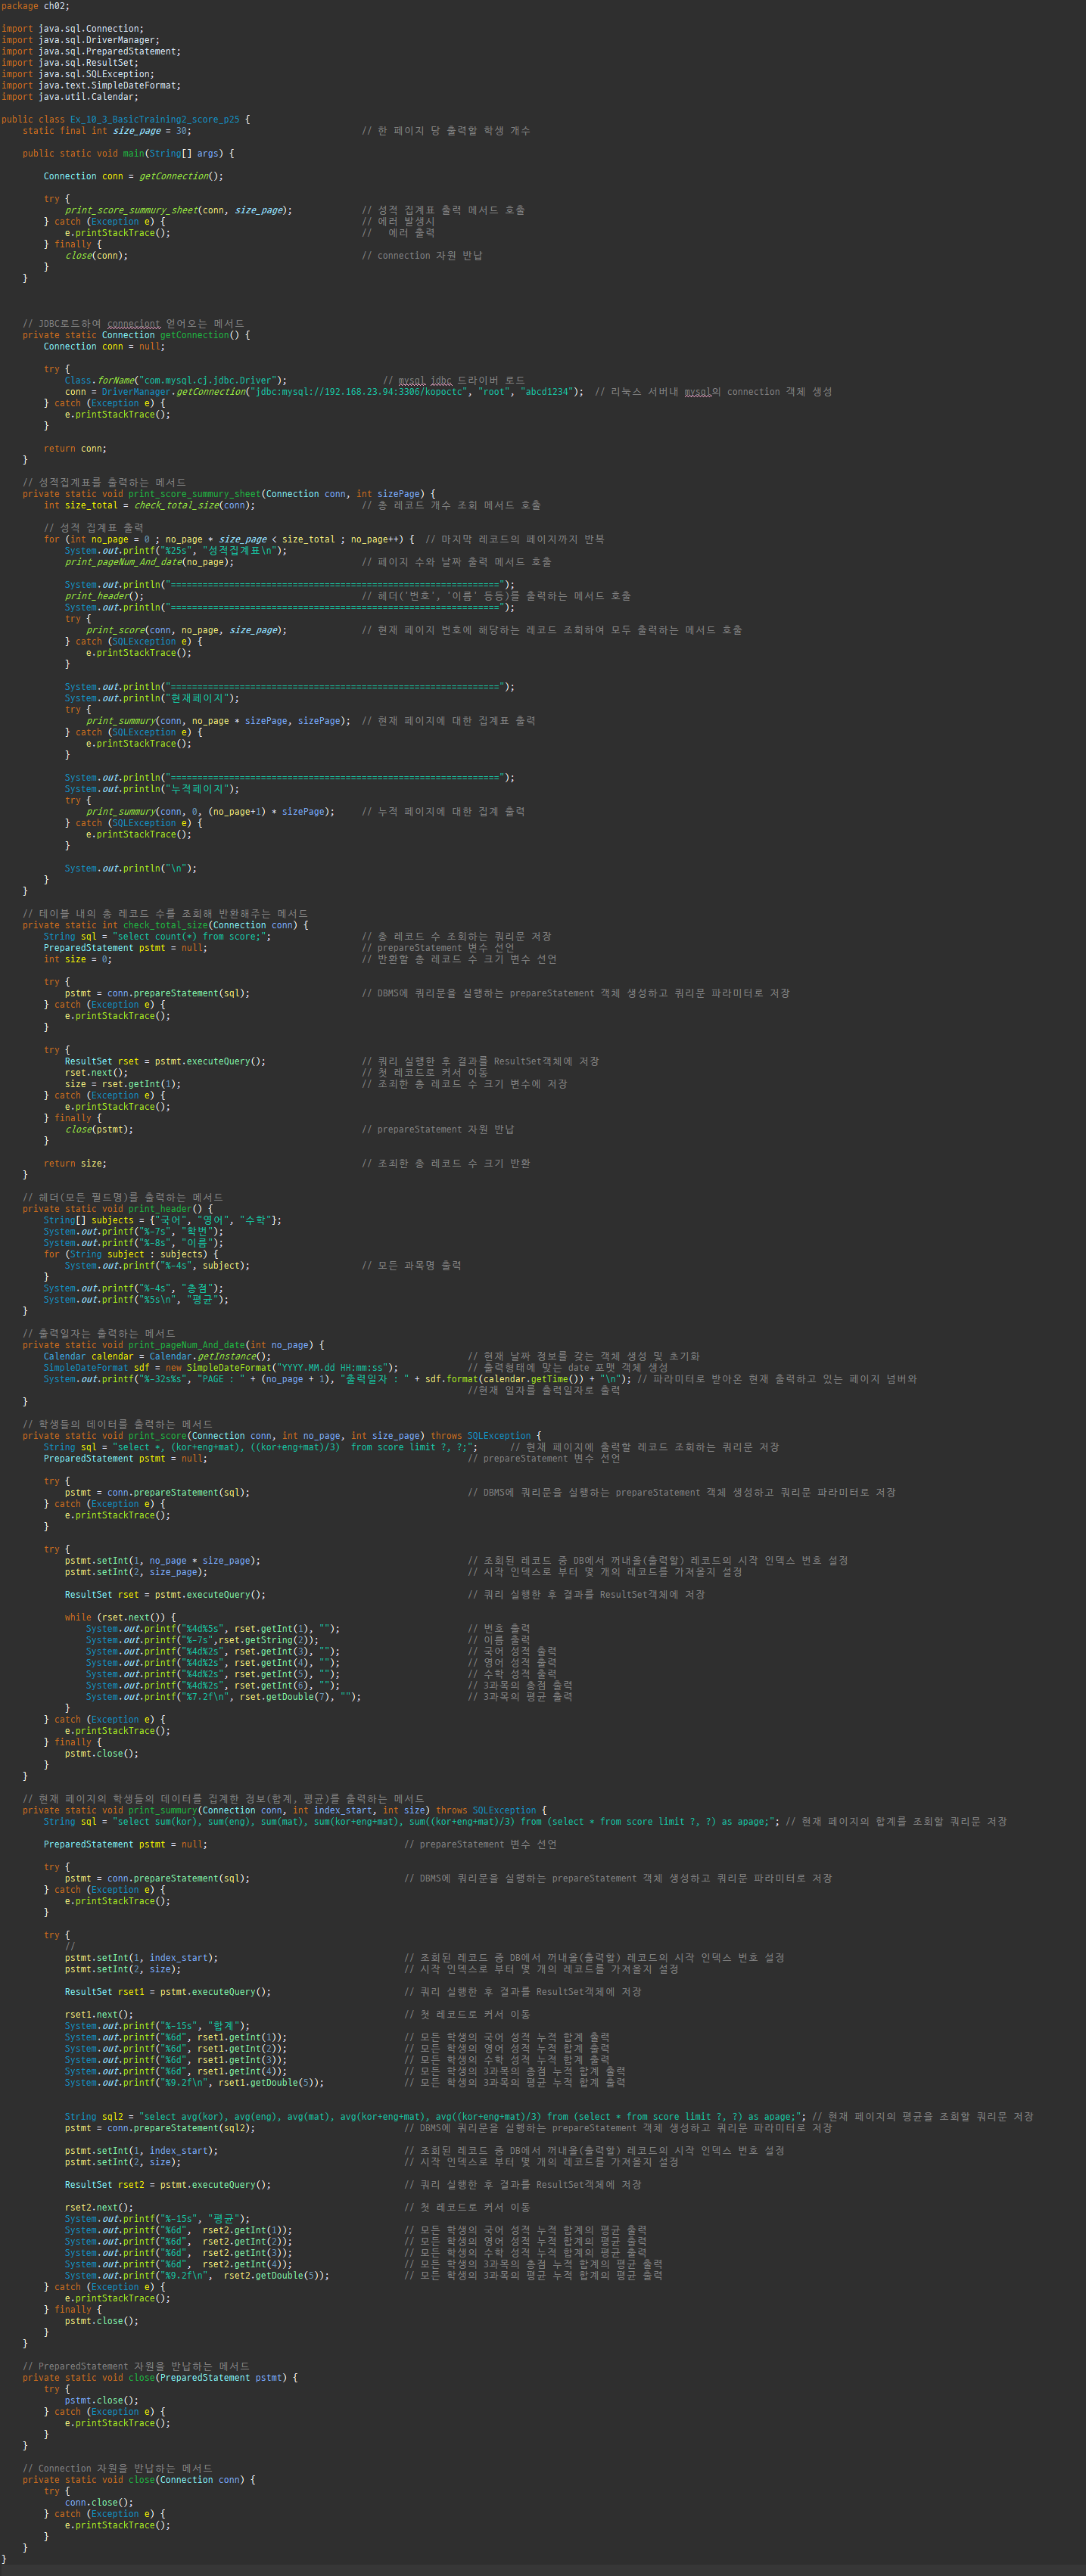 package ch02;

import java.sql.Connection;
import java.sql.DriverManager;
import java.sql.PreparedStatement;
import java.sql.ResultSet;
import java.sql.SQLException;
import java.text.SimpleDateFormat;
import java.util.Calendar;

public class Ex_10_3_BasicTraining2_score_p25 {
    static final int size_page = 30;                                // 한 페이지 당 출력할 학생 개수

    public static void main(String[] args) {

        Connection conn = getConnection();

        try {
            print_score_summury_sheet(conn, size_page);             // 성적 집계표 출력 메서드 호출
        } catch (Exception e) {                                     // 에러 발생시
            e.printStackTrace();                                    //   에러 출력
        } finally {
            close(conn);                                            // connection 자원 반납
        }
    }

    // JDBC로드하여 conneciont 얻어오는 메서드
    private static Connection getConnection() {
        Connection conn = null;

        try {
            Class.forName("com.mysql.cj.jdbc.Driver");                  // mysql jdbc 드라이버 로드
            conn = DriverManager.getConnection("jdbc:mysql://192.168.23.94:3306/kopoctc", "root", "abcd1234");  // 리눅스 서버내 mysql의 connection 객체 생성
        } catch (Exception e) {
            e.printStackTrace();
        }

        return conn;
    }

    // 성적집계표를 출력하는 메서드
    private static void print_score_summury_sheet(Connection conn, int sizePage) {
        int size_total = check_total_size(conn);                    // 총 레코드 개수 조회 메서드 호출

        // 성적 집계표 출력
        for (int no_page = 0 ; no_page * size_page < size_total ; no_page++) {  // 마지막 레코드의 페이지까지 반복
            System.out.printf("%25s", "성적집계표\n");
            print_pageNum_And_date(no_page);                        // 페이지 수와 날짜 출력 메서드 호출

            System.out.println("==============================================================");
            print_header();                                         // 헤더('번호', '이름' 등등)를 출력하는 메서드 호출
            System.out.println("==============================================================");
            try {
                print_score(conn, no_page, size_page);              // 현재 페이지 번호에 해당하는 레코드 조회하여 모두 출력하는 메서드 호출
            } catch (SQLException e) {
                e.printStackTrace();
            }

            System.out.println("==============================================================");
            System.out.println("현재페이지");
            try {
                print_summury(conn, no_page * sizePage, sizePage);  // 현재 페이지에 대한 집계표 출력
            } catch (SQLException e) {
                e.printStackTrace();
            }

            System.out.println("==============================================================");
            System.out.println("누적페이지");
            try {
                print_summury(conn, 0, (no_page+1) * sizePage);     // 누적 페이지에 대한 집계 출력
            } catch (SQLException e) {
                e.printStackTrace();
            }

            System.out.println("\n");
        }
    }

    // 테이블 내의 총 레코드 수를 조회해 반환해주는 메서드
    private static int check_total_size(Connection conn) {
        String sql = "select count(*) from score;";                 // 총 레코드 수 조회하는 쿼리문 저장
        PreparedStatement pstmt = null;                             // prepareStatement 변수 선언
        int size = 0;                                               // 반환할 총 레코드 수 크기 변수 선언

        try {
            pstmt = conn.prepareStatement(sql);                     // DBMS에 쿼리문을 실행하는 prepareStatement 객체 생성하고 쿼리문 파라미터로 저장
        } catch (Exception e) {
            e.printStackTrace();
        }

        try {
            ResultSet rset = pstmt.executeQuery();                  // 쿼리 실행한 후 결과를 ResultSet객체에 저장
            rset.next();                                            // 첫 레코드로 커서 이동
            size = rset.getInt(1);                                  // 조죄한 총 레코드 수 크기 변수에 저장
        } catch (Exception e) {
            e.printStackTrace();
        } finally {
            close(pstmt);                                           // prepareStatement 자원 반납
        }

        return size;                                                // 조죄한 총 레코드 수 크기 반환
    }

    // 헤더(모든 필드명)를 출력하는 메서드
    private static void print_header() {
        String[] subjects = {"국어", "영어", "수학"};
        System.out.printf("%-7s", "학번");
        System.out.printf("%-8s", "이름");
        for (String subject : subjects) {
            System.out.printf("%-4s", subject);                     // 모든 과목명 출력
        }
        System.out.printf("%-4s", "총점");
        System.out.printf("%5s\n", "평균");
    }

    // 출력일자는 출력하는 메서드
    private static void print_pageNum_And_date(int no_page) {
        Calendar calendar = Calendar.getInstance();                                     // 현재 날짜 정보를 갖는 객체 생성 및 초기화
        SimpleDateFormat sdf = new SimpleDateFormat("YYYY.MM.dd HH:mm:ss");             // 출력형태에 맞는 date 포맷 객체 생성
        System.out.printf("%-32s%s", "PAGE : " + (no_page + 1), "출력일자 : " + sdf.format(calendar.getTime()) + "\n"); // 파라미터로 받아온 현재 출력하고 있는 페이지 넘버와
                                                                                        //현재 일자를 출력일자로 출력
    }

    // 학생들의 데이터를 출력하는 메서드
    private static void print_score(Connection conn, int no_page, int size_page) throws SQLException {
        String sql = "select *, (kor+eng+mat), ((kor+eng+mat)/3)  from score limit ?, ?;";      // 현재 페이지에 출력할 레코드 조회하는 쿼리문 저장
        PreparedStatement pstmt = null;                                                 // prepareStatement 변수 선언

        try {
            pstmt = conn.prepareStatement(sql);                                         // DBMS에 쿼리문을 실행하는 prepareStatement 객체 생성하고 쿼리문 파라미터로 저장
        } catch (Exception e) {
            e.printStackTrace();
        }

        try {
            pstmt.setInt(1, no_page * size_page);                                       // 조회된 레코드 중 DB에서 꺼내올(출력할) 레코드의 시작 인덱스 번호 설정
            pstmt.setInt(2, size_page);                                                 // 시작 인덱스로 부터 몇 개의 레코드를 가져올지 설정

            ResultSet rset = pstmt.executeQuery();                                      // 쿼리 실행한 후 결과를 ResultSet객체에 저장

            while (rset.next()) {
                System.out.printf("%4d%5s", rset.getInt(1), "");                        // 번호 출력
                System.out.printf("%-7s",rset.getString(2));                            // 이름 출력
                System.out.printf("%4d%2s", rset.getInt(3), "");                        // 국어 성적 출력
                System.out.printf("%4d%2s", rset.getInt(4), "");                        // 영어 성적 출력
                System.out.printf("%4d%2s", rset.getInt(5), "");                        // 수학 성적 출력
                System.out.printf("%4d%2s", rset.getInt(6), "");                        // 3과목의 총점 출력
                System.out.printf("%7.2f\n", rset.getDouble(7), "");                    // 3과목의 평균 출력
            }
        } catch (Exception e) {
            e.printStackTrace();
        } finally {
            pstmt.close();
        }
    }

    // 현재 페이지의 학생들의 데이터를 집계한 정보(합계, 평균)를 출력하는 메서드
    private static void print_summury(Connection conn, int index_start, int size) throws SQLException {
        String sql = "select sum(kor), sum(eng), sum(mat), sum(kor+eng+mat), sum((kor+eng+mat)/3) from (select * from score limit ?, ?) as apage;"; // 현재 페이지의 합계를 조회할 쿼리문 저장

        PreparedStatement pstmt = null;                                     // prepareStatement 변수 선언

        try {
            pstmt = conn.prepareStatement(sql);                             // DBMS에 쿼리문을 실행하는 prepareStatement 객체 생성하고 쿼리문 파라미터로 저장
        } catch (Exception e) {
            e.printStackTrace();
        }

        try {
            //
            pstmt.setInt(1, index_start);                                   // 조회된 레코드 중 DB에서 꺼내올(출력할) 레코드의 시작 인덱스 번호 설정
            pstmt.setInt(2, size);                                          // 시작 인덱스로 부터 몇 개의 레코드를 가져올지 설정

            ResultSet rset1 = pstmt.executeQuery();                         // 쿼리 실행한 후 결과를 ResultSet객체에 저장

            rset1.next();                                                   // 첫 레코드로 커서 이동
            System.out.printf("%-15s", "합계");
            System.out.printf("%6d", rset1.getInt(1));                      // 모든 학생의 국어 성적 누적 합계 출력
            System.out.printf("%6d", rset1.getInt(2));                      // 모든 학생의 영어 성적 누적 합계 출력
            System.out.printf("%6d", rset1.getInt(3));                      // 모든 학생의 수학 성적 누적 합계 출력
            System.out.printf("%6d", rset1.getInt(4));                      // 모든 학생의 3과목의 총점 누적 합계 출력
            System.out.printf("%9.2f\n", rset1.getDouble(5));               // 모든 학생의 3과목의 평균 누적 합계 출력

            String sql2 = "select avg(kor), avg(eng), avg(mat), avg(kor+eng+mat), avg((kor+eng+mat)/3) from (select * from score limit ?, ?) as apage;"; // 현재 페이지의 평균을 조회할 쿼리문 저장
            pstmt = conn.prepareStatement(sql2);                            // DBMS에 쿼리문을 실행하는 prepareStatement 객체 생성하고 쿼리문 파라미터로 저장

            pstmt.setInt(1, index_start);                                   // 조회된 레코드 중 DB에서 꺼내올(출력할) 레코드의 시작 인덱스 번호 설정
            pstmt.setInt(2, size);                                          // 시작 인덱스로 부터 몇 개의 레코드를 가져올지 설정

            ResultSet rset2 = pstmt.executeQuery();                         // 쿼리 실행한 후 결과를 ResultSet객체에 저장

            rset2.next();                                                   // 첫 레코드로 커서 이동
            System.out.printf("%-15s", "평균");
            System.out.printf("%6d",  rset2.getInt(1));                     // 모든 학생의 국어 성적 누적 합계의 평균 출력
            System.out.printf("%6d",  rset2.getInt(2));                     // 모든 학생의 영어 성적 누적 합계의 평균 출력
            System.out.printf("%6d",  rset2.getInt(3));                     // 모든 학생의 수학 성적 누적 합계의 평균 출력
            System.out.printf("%6d",  rset2.getInt(4));                     // 모든 학생의 3과목의 총점 누적 합계의 평균 출력
            System.out.printf("%9.2f\n",  rset2.getDouble(5));              // 모든 학생의 3과목의 평균 누적 합계의 평균 출력
        } catch (Exception e) {
            e.printStackTrace();
        } finally {
            pstmt.close();
        }
    }

    // PreparedStatement 자원을 반납하는 메서드
    private static void close(PreparedStatement pstmt) {
        try {
            pstmt.close();
        } catch (Exception e) {
            e.printStackTrace();
        }
    }

    // Connection 자원을 반납하는 메서드
    private static void close(Connection conn) {
        try {
            conn.close();
        } catch (Exception e) {
            e.printStackTrace();
        }
    }
}